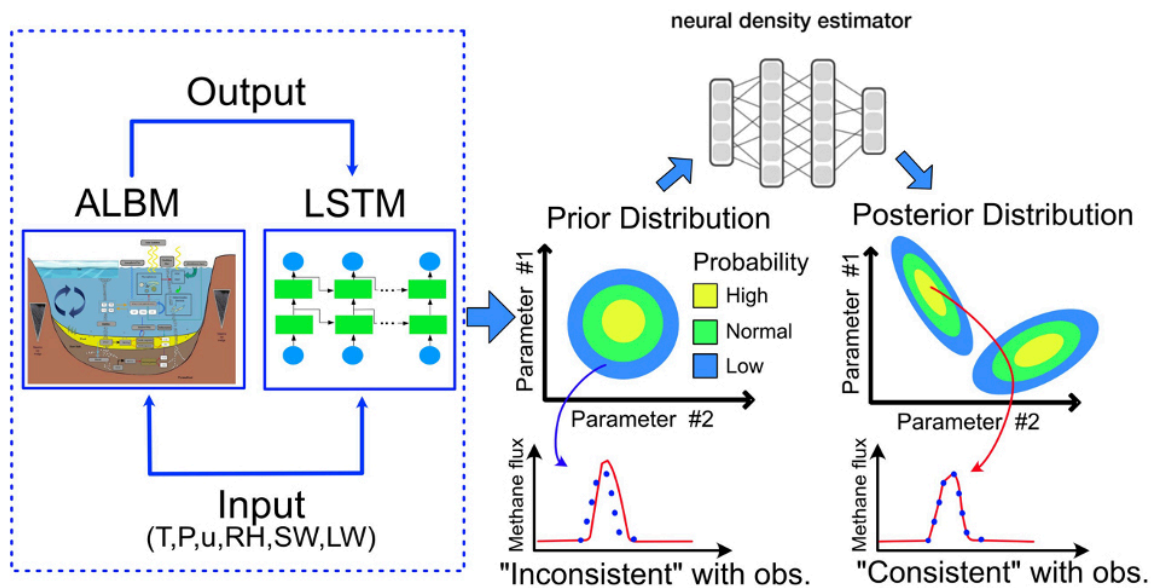 neural density estimator
Output
ALBM
LSTM
Input
(T,P,u,RH,SW,LW)
Prior Distribution
Parameter #1
Parameter #2
Probability
High
Normal
Low
Methane flux
"Inconsistent" with obs.
Posterior Distribution
Parameter #1
Parameter #2
Methane flux
"Consistent" with obs.